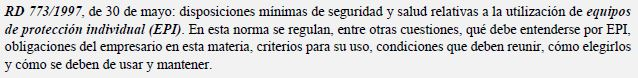 RD 773/1997, de 30 de mayo: disposiciones mínimas de seguridad y salud relativas a la utilización de equipos
de protección individual (EPI). En esta norma se regulan, entre otras cuestiones, qué debe entenderse por EPI,
obligaciones del empresario en esta materia, criterios para su uso, condiciones que deben reunir, cómo elegirlos
y cómo se deben de usar y mantener.